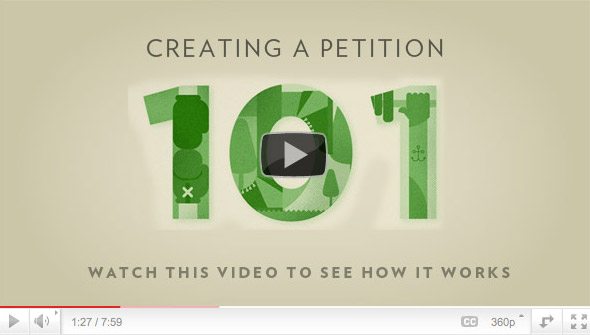 CREATING A PETITION
101
WATCH THIS VIDEO TO SEE HOW IT WORKS
1:27 / 7:59 CC 360p